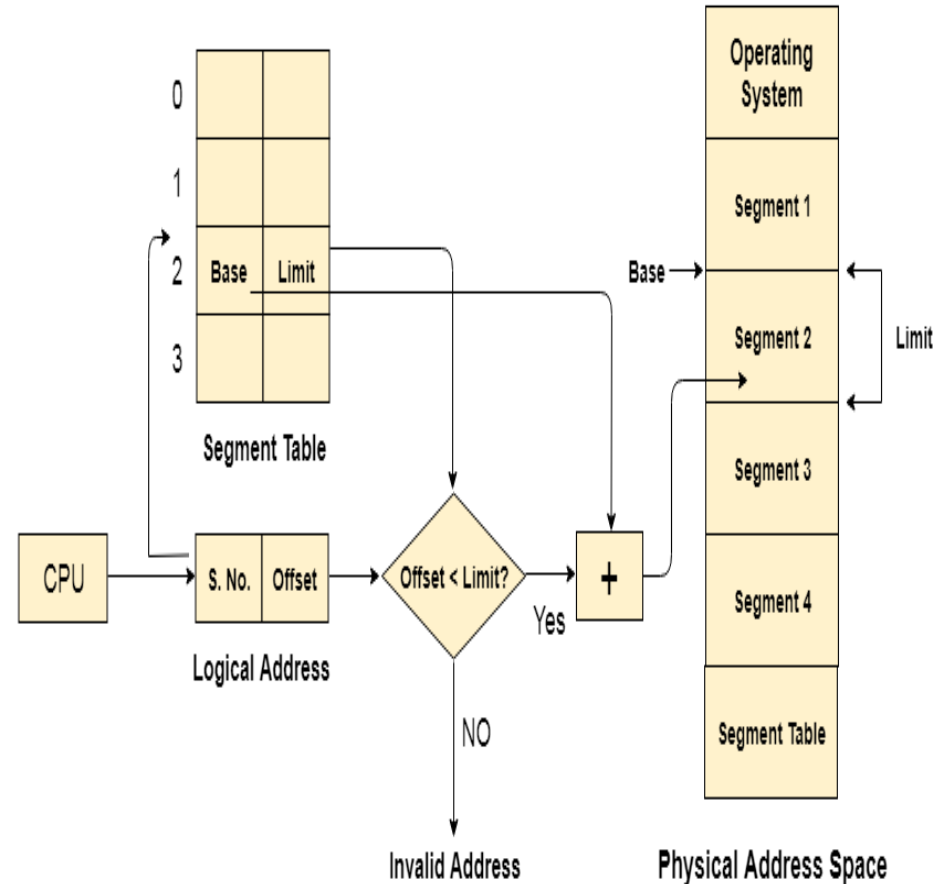 0
1
2
3
Base
Limit
Segment Table
CPU
S. No.
Offset
Logical Address
Offset < Limit?
Yes
+
NO
Invalid Address
Operating
System
Segment 1
Base
Segment 2
Limit
Segment 3
Segment 4
Segment Table
Physical Address Space